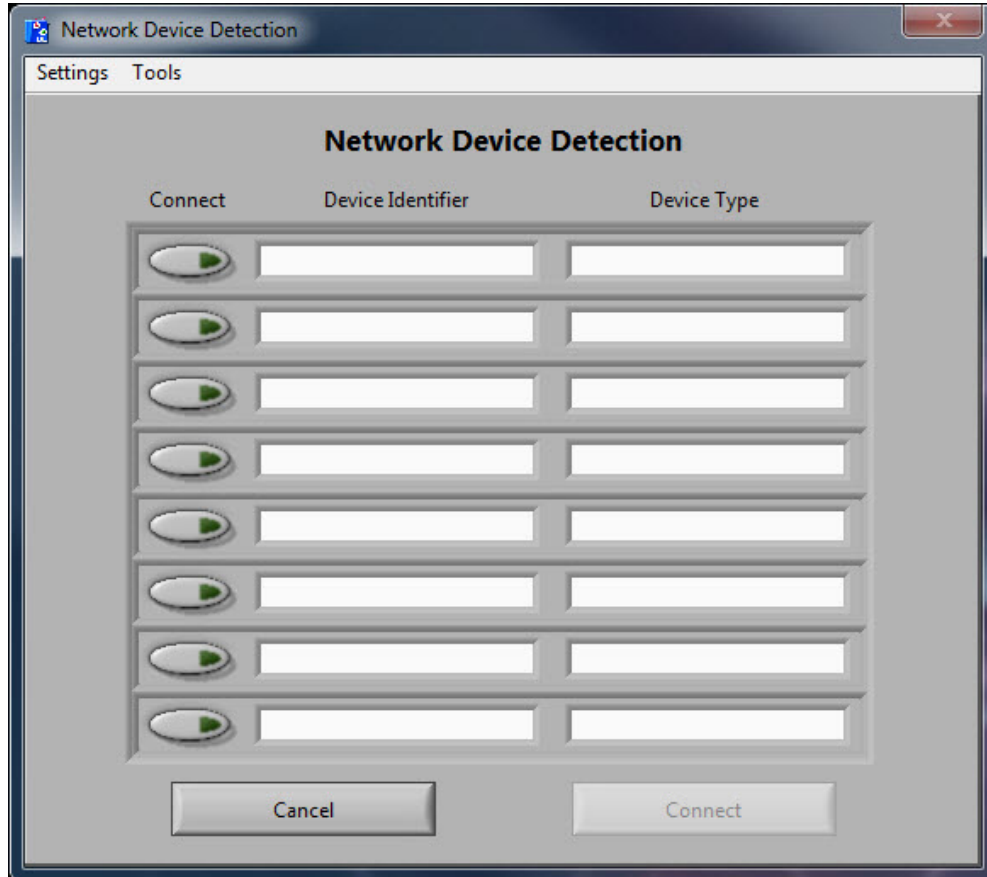 Network Device Detection
Settings Tools
Network Device Detection
Connect Device Identifier Device Type
Cancel Connect